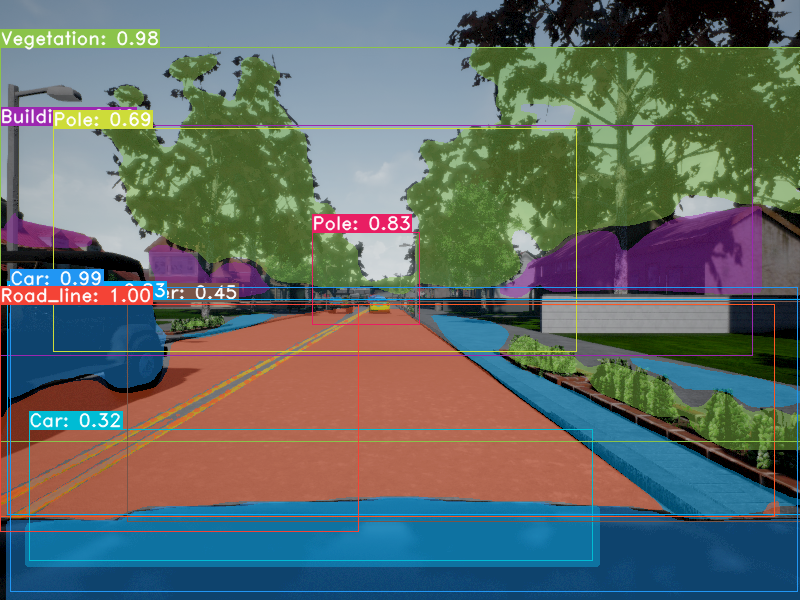 Vegetation: 0.98
Buildi
Pole: 0.69
Pole: 0.83
Car: 0.99
r: 0.45
Road_line: 1.00
Car: 0.32